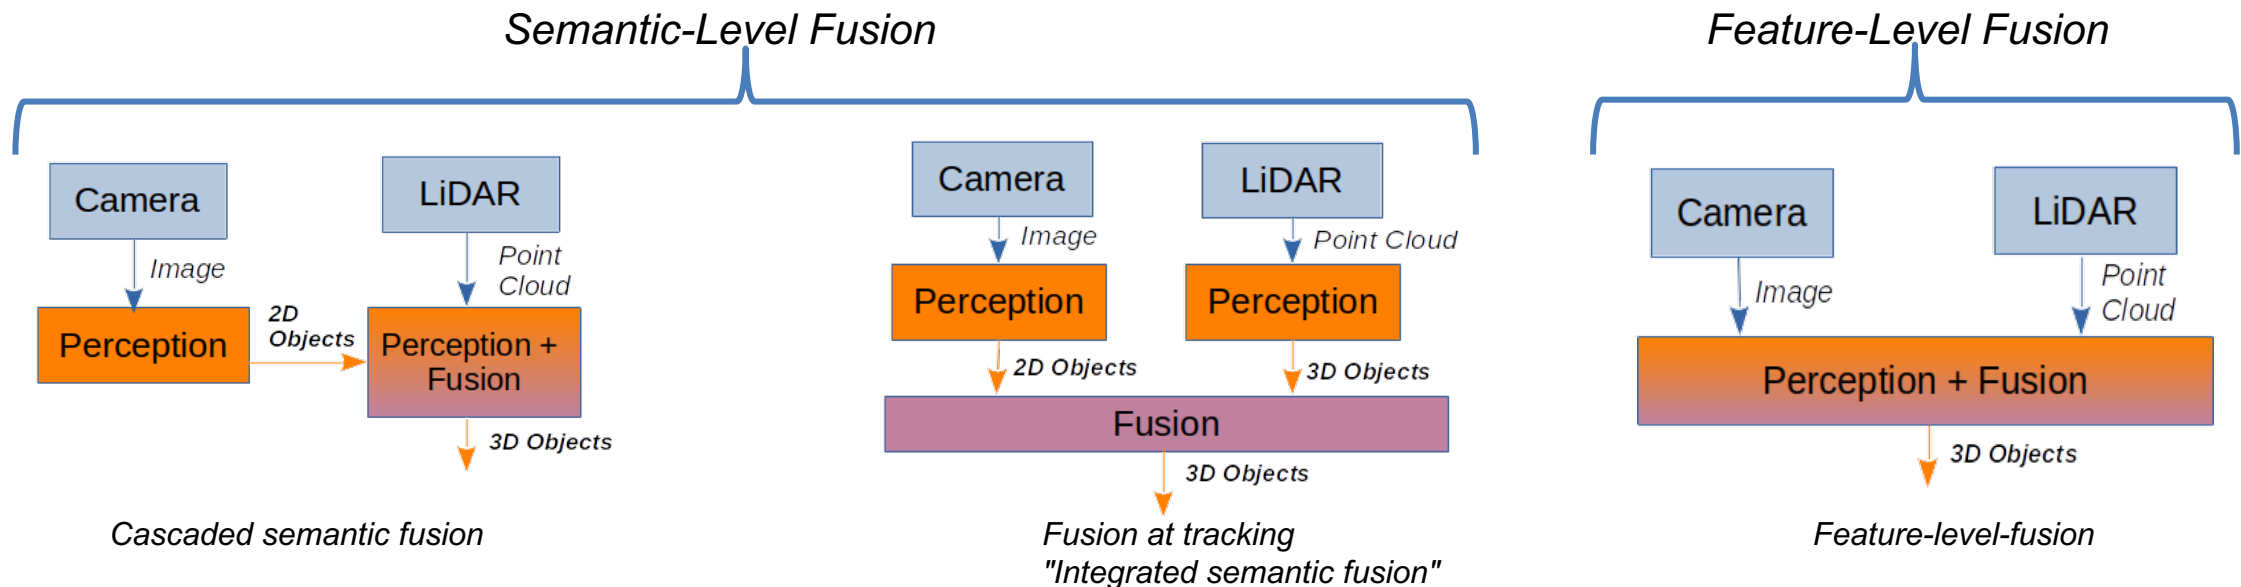 Semantic-Level Fusion
Feature-Level Fusion
Camera
LiDAR
Image
Point
Cloud
Perception
2D
Objects
Perception +
Fusion
3D Objects
Cascaded semantic fusion
Camera
LiDAR
Image
Point Cloud
Perception
Perception
2D Objects
3D Objects
Fusion
3D Objects
Fusion at tracking
"Integrated semantic fusion"
Camera
LiDAR
Image
Point
Cloud
Perception + Fusion
3D Objects
Feature-level-fusion